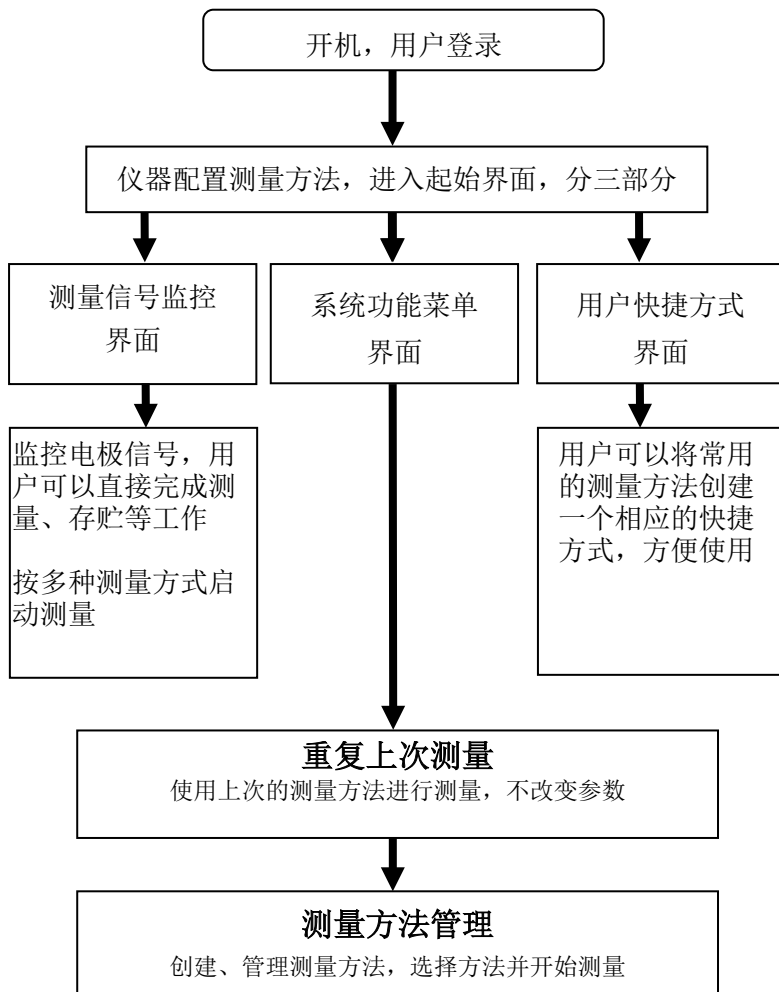 开机，用户登录
仪器配置测量方法，进入起始界面，分三部分
测量信号监控
界面
系统功能菜单
界面
用户快捷方式
界面
监控电极信号，用
户可以直接完成测
量、存贮等工作
按多种测量方式启
动测量
用户可以将常用
的测量方法创建
一个相应的快捷
方式，方便使用
重复上次测量
使用上次的测量方法进行测量，不改变参数
测量方法管理
创建、管理测量方法，选择方法并开始测量